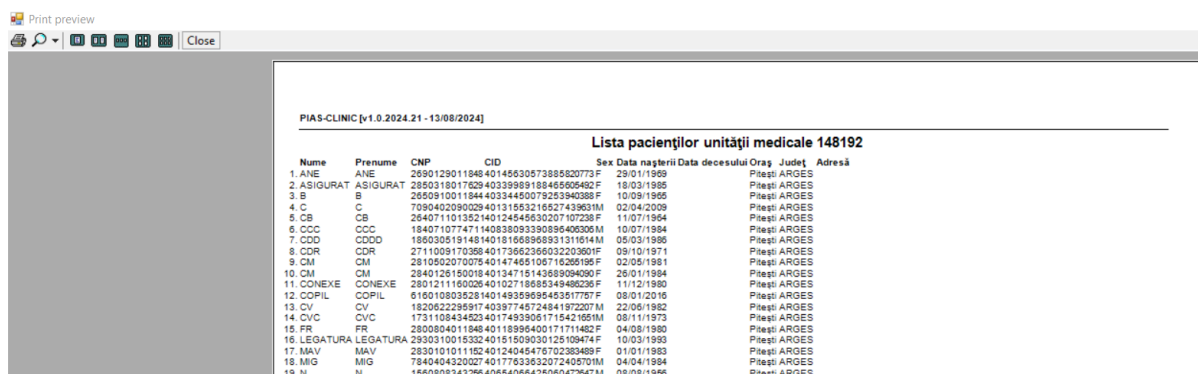 Print preview
Close
PIAS-CLINIC [v1.0.2024.21 - 13/08/2024]
Lista pacienţilor unităţii medicale 148192
Nume Prenume CNP CID Sex Data naşterii Data decesului Oraş Judeţ Adresă
1. ANE ANE 2690129011848 40145630573885820773 F 29/01/1969 Piteşti ARGES
2. ASIGURAT ASIGURAT 2850318017629 40339989188465605492 F 18/03/1985 Piteşti ARGES
3. B B 2650910011844 40334450079253940388 F 10/09/1965 Piteşti ARGES
4. C C 7090402090029 40131553216527439631 M 02/04/2009 Piteşti ARGES
5. CB CB 2640711013521 40124545630207107238 F 11/07/1964 Piteşti ARGES
6. CCC CCC 1840710774711 40838093390896406306 M 10/07/1984 Piteşti ARGES
7. CDD CDDD 1860305191481 40181668968931311614 M 05/03/1986 Piteşti ARGES
8. CDR CDR 2711009170358 40173662366032203601 F 09/10/1971 Piteşti ARGES
9. CM CM 2810502070075 40147465106716265195 F 02/05/1981 Piteşti ARGES
10. CM CM 2840126150018 40134715143689094090 F 26/01/1984 Piteşti ARGES
11. CONEXE CONEXE 2801211160026 40102718685349486235 F 11/12/1980 Piteşti ARGES
12. COPIL COPIL 6160108035281 40149359695453517757 F 08/01/2016 Piteşti ARGES
13. CV CV 1820622295917 40397745724841972207 M 22/06/1982 Piteşti ARGES
14. CVC CVC 1731108434523 40174939061715421651 M 08/11/1973 Piteşti ARGES
15. FR FR 2800804011848 40118996400171711482 F 04/08/1980 Piteşti ARGES
16. LEGATURA LEGATURA 2930310015332 40151509030125109474 F 10/03/1993 Piteşti ARGES
17. MAV MAV 2830101011152 40124045476702383489 F 01/01/1983 Piteşti ARGES
18. MIG MIG 7840404320027 40177633632072405701 M 04/04/1984 Piteşti ARGES
19. N N M 08/08/1956 Piteşti ARGES